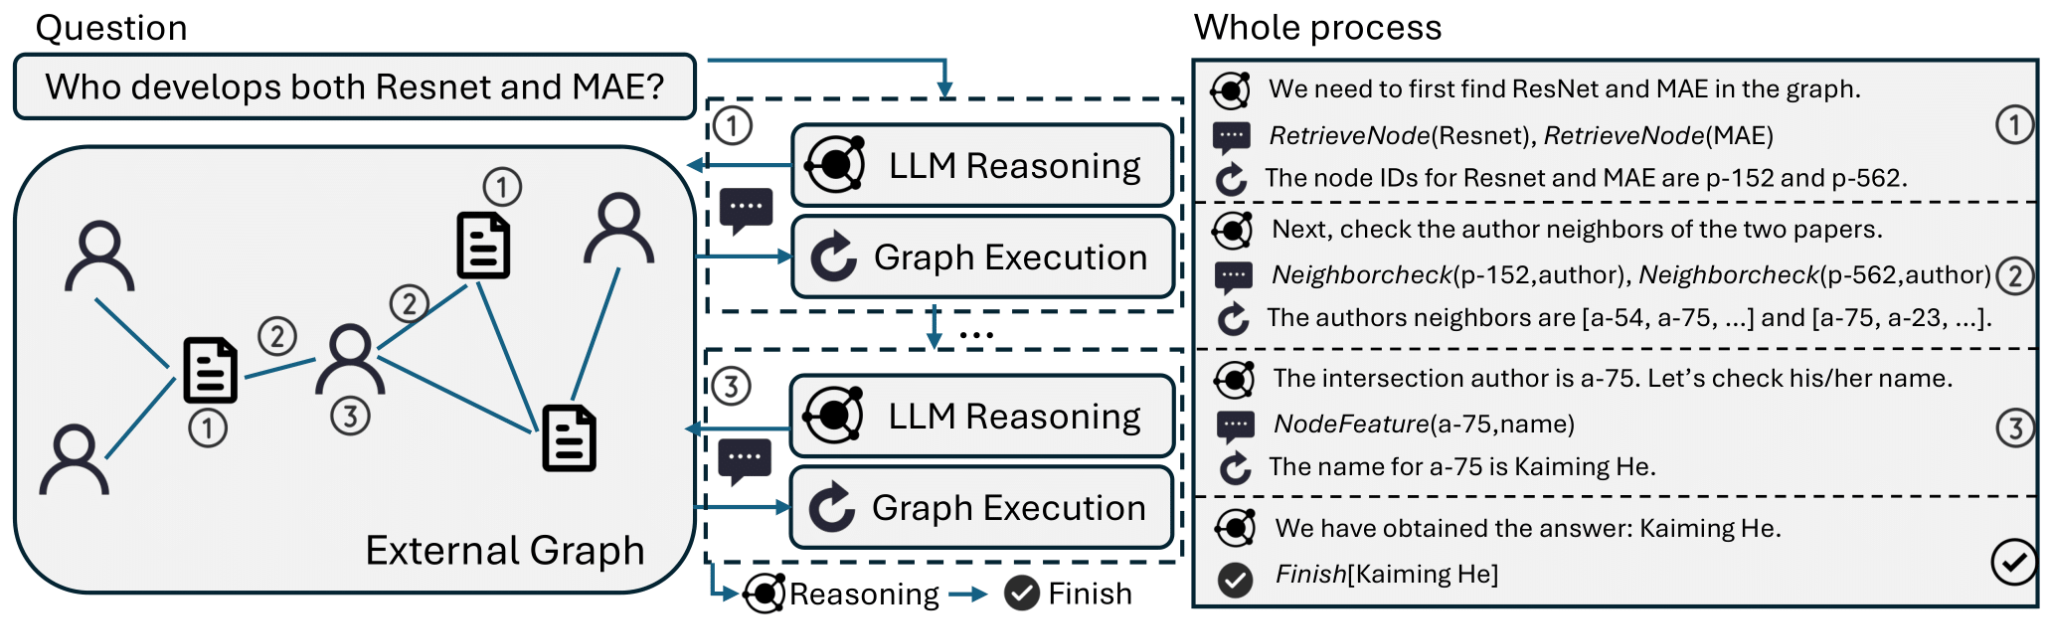 Question
Who develops both Resnet and MAE?
1
2
2
1
3
External Graph
1
LLM Reasoning
Graph Execution
...
3
LLM Reasoning
Graph Execution
Reasoning
Finish
Whole process
We need to first find ResNet and MAE in the graph.
RetrieveNode(Resnet), RetrieveNode(MAE)
1
The node IDs for Resnet and MAE are p-152 and p-562.
Next, check the author neighbors of the two papers.
Neighborcheck(p-152,author), Neighborcheck(p-562,author)
2
The authors neighbors are [a-54, a-75, ...] and [a-75, a-23, ...].
The intersection author is a-75. Let's check his/her name.
NodeFeature(a-75,name)
3
The name for a-75 is Kaiming He.
We have obtained the answer: Kaiming He.
Finish[Kaiming He]